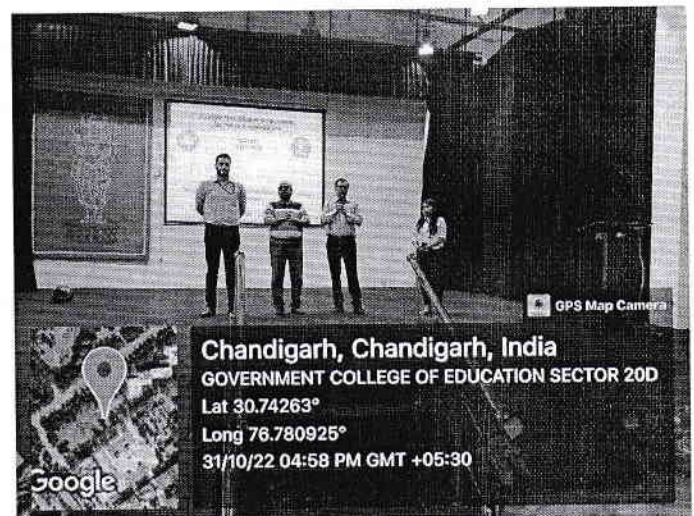 GPS Map Camera
Chandigarh, Chandigarh, India
GOVERNMENT COLLEGE OF EDUCATION SECTOR 20D
Lat 30.74263°
Long 76.780925°
31/10/22 04:58 PM GMT +05:30
Google